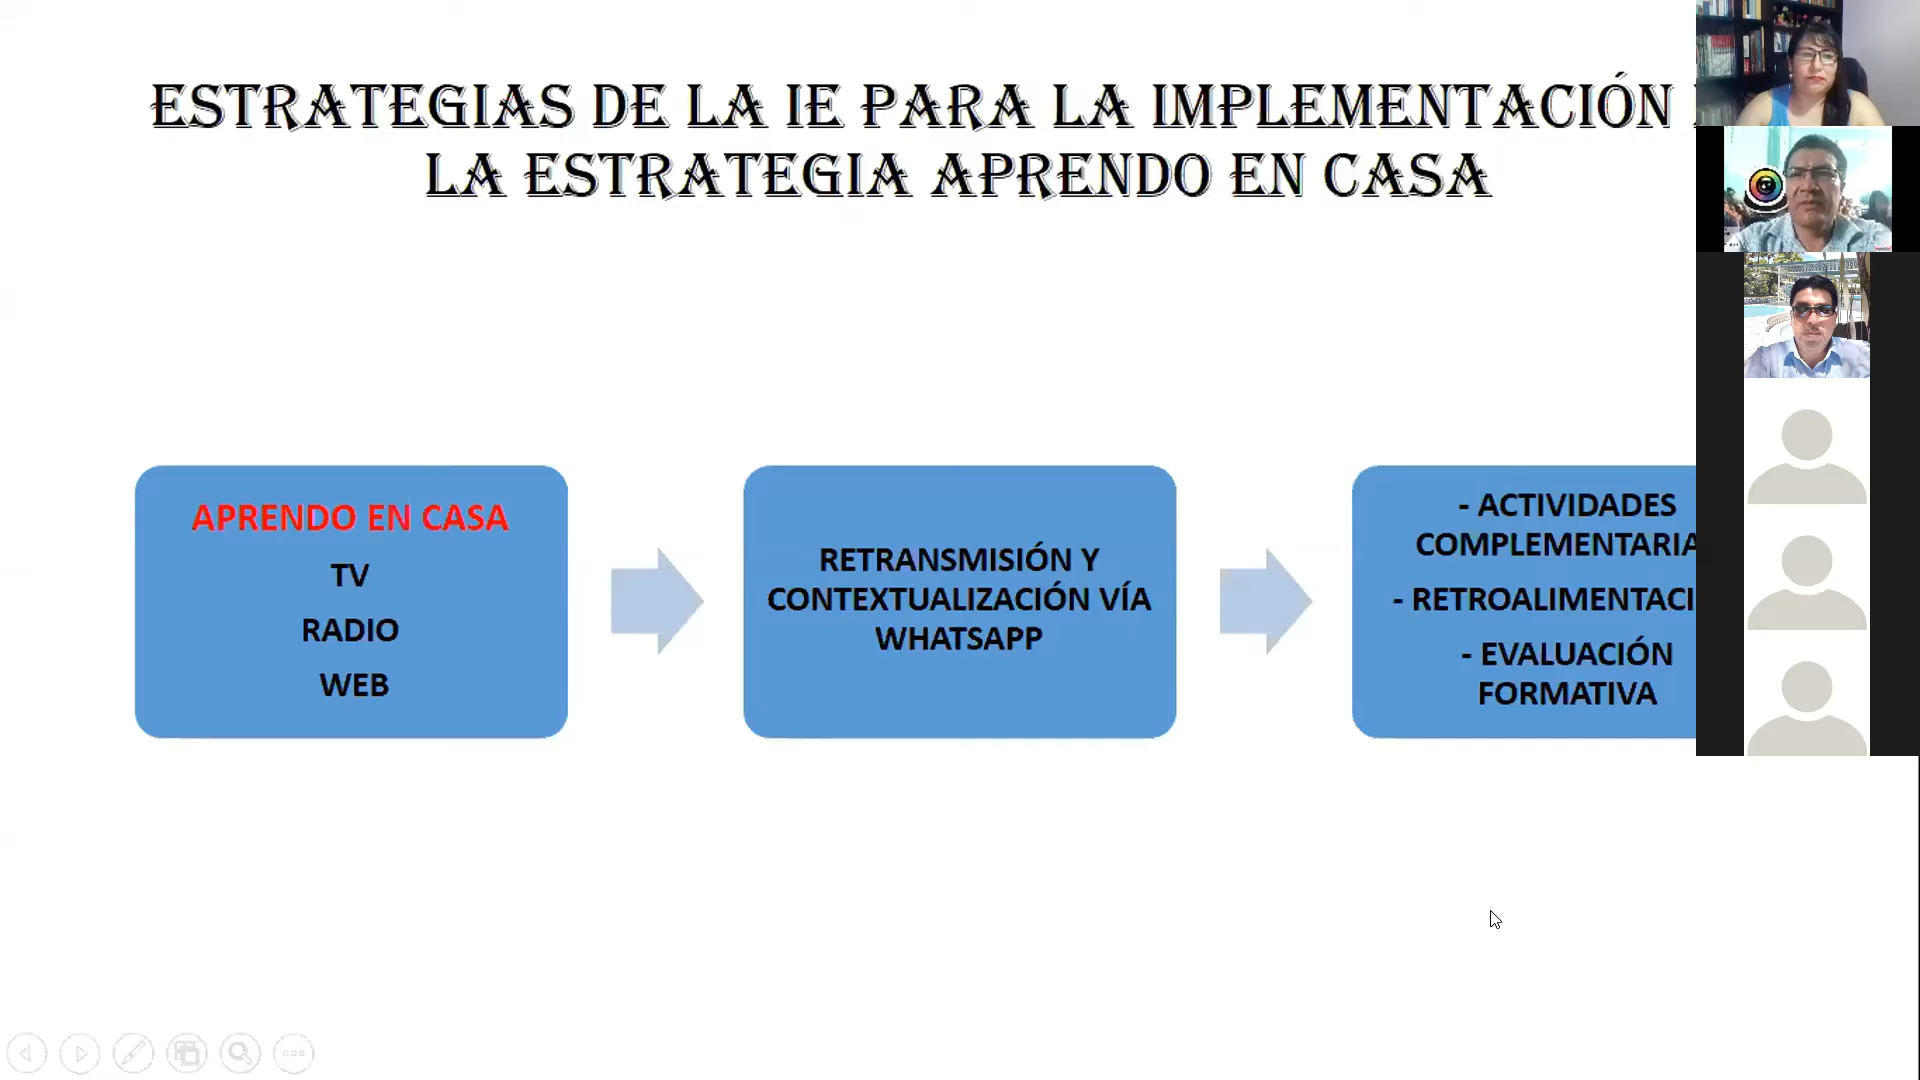 ESTRATEGIAS DE LA IE PARA LA IMPLEMENTACIÓN
LA ESTRATEGIA APRENDO EN CASA
APRENDO EN CASA
TV
RADIO
WEB
RETRANSMISIÓN Y
CONTEXTUALIZACIÓN VÍA
WHATSAPP
- ACTIVIDADES
COMPLEMENTARIA
- RETROALIMENTACI
- EVALUACIÓN
FORMATIVA